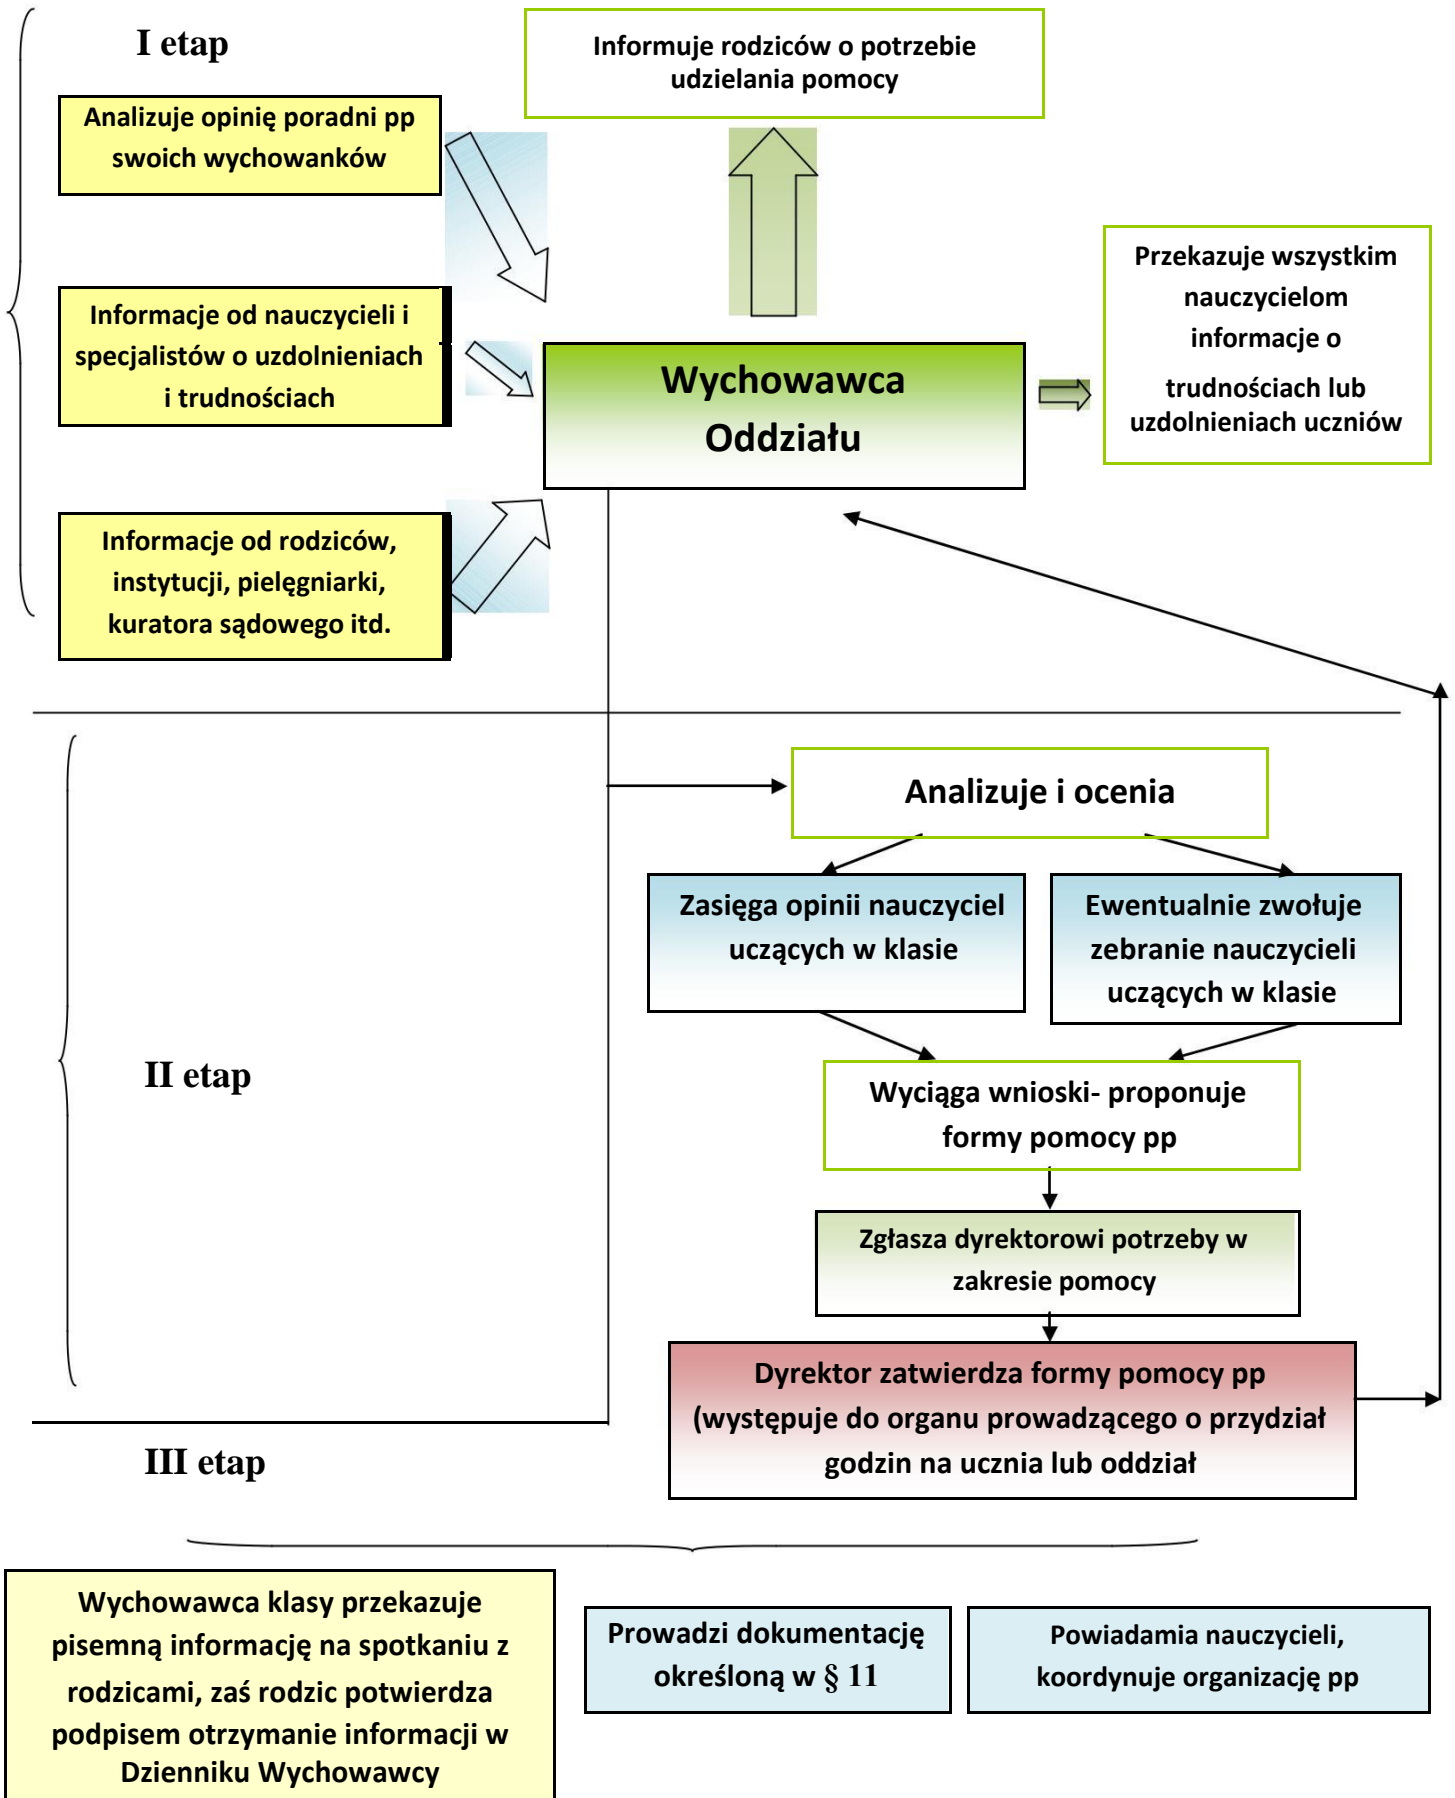 I etap
Informuje rodziców o potrzebie
udzielania pomocy
Analizuje opinię poradni pp
swoich wychowanków
Informacje od nauczycieli i
specjalistów o uzdolnieniach
i trudnościach
Informacje od rodziców,
instytucji, pielęgniarki,
kuratora sądowego itd.
Wychowawca
Oddziału
Przekazuje wszystkim
nauczycielom
informacje o
trudnościach lub
uzdolnieniach uczniów
II etap
Analizuje i ocenia
Zasięga opinii nauczyciel
uczących w klasie
Ewentualnie zwołuje
zebranie nauczycieli
uczących w klasie
Wyciąga wnioski- proponuje
formy pomocy pp
Zgłasza dyrektorowi potrzeby w
zakresie pomocy
Dyrektor zatwierdza formy pomocy pp
(występuje do organu prowadzącego o przydział
godzin na ucznia lub oddział
III etap
Wychowawca klasy przekazuje
pisemną informację na spotkaniu z
rodzicami, zaś rodzic potwierdza
podpisem otrzymanie informacji w
Dzienniku Wychowawcy
Prowadzi dokumentację
określoną w § 11
Powiadamia nauczycieli,
koordynuje organizację pp